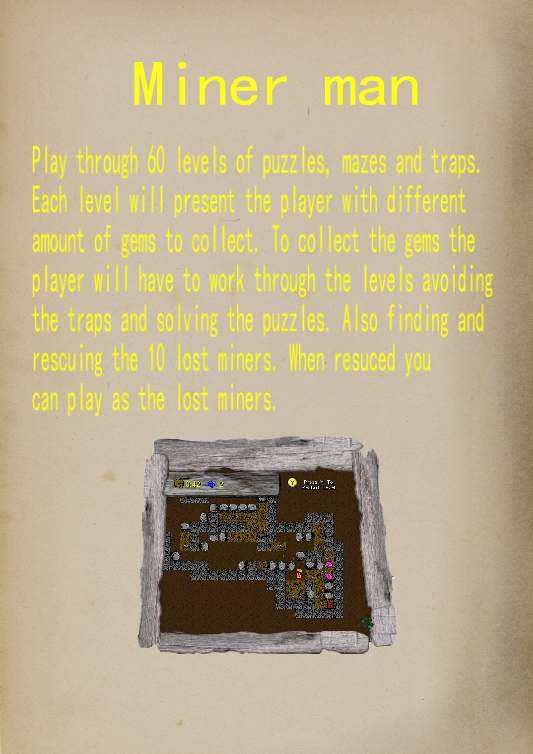 Miner man
Play through 60 levels of puzzles, mazes and traps.
Each level will present the player with different
amount of gems to collect. To collect the gems the
player will have to work through the levels avoiding
the traps and solving the puzzles. Also finding and
rescuing the 10 lost miners. When resuced you
can play as the lost miners.
Y Press Y To